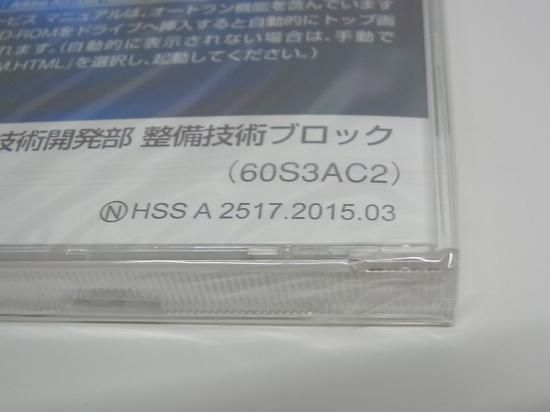 ービス マニュアルは、オートラン機能を含んでいます
D-ROMをドライブへ挿入すると自動的にトップ画
れます。（自動的に表示されない場合は、手動で
M.HTML」を選択し、起動してください。）
技術開発部 整備技術ブロック
（60S3AC2）
Ⓝ HSS A 2517.2015.03